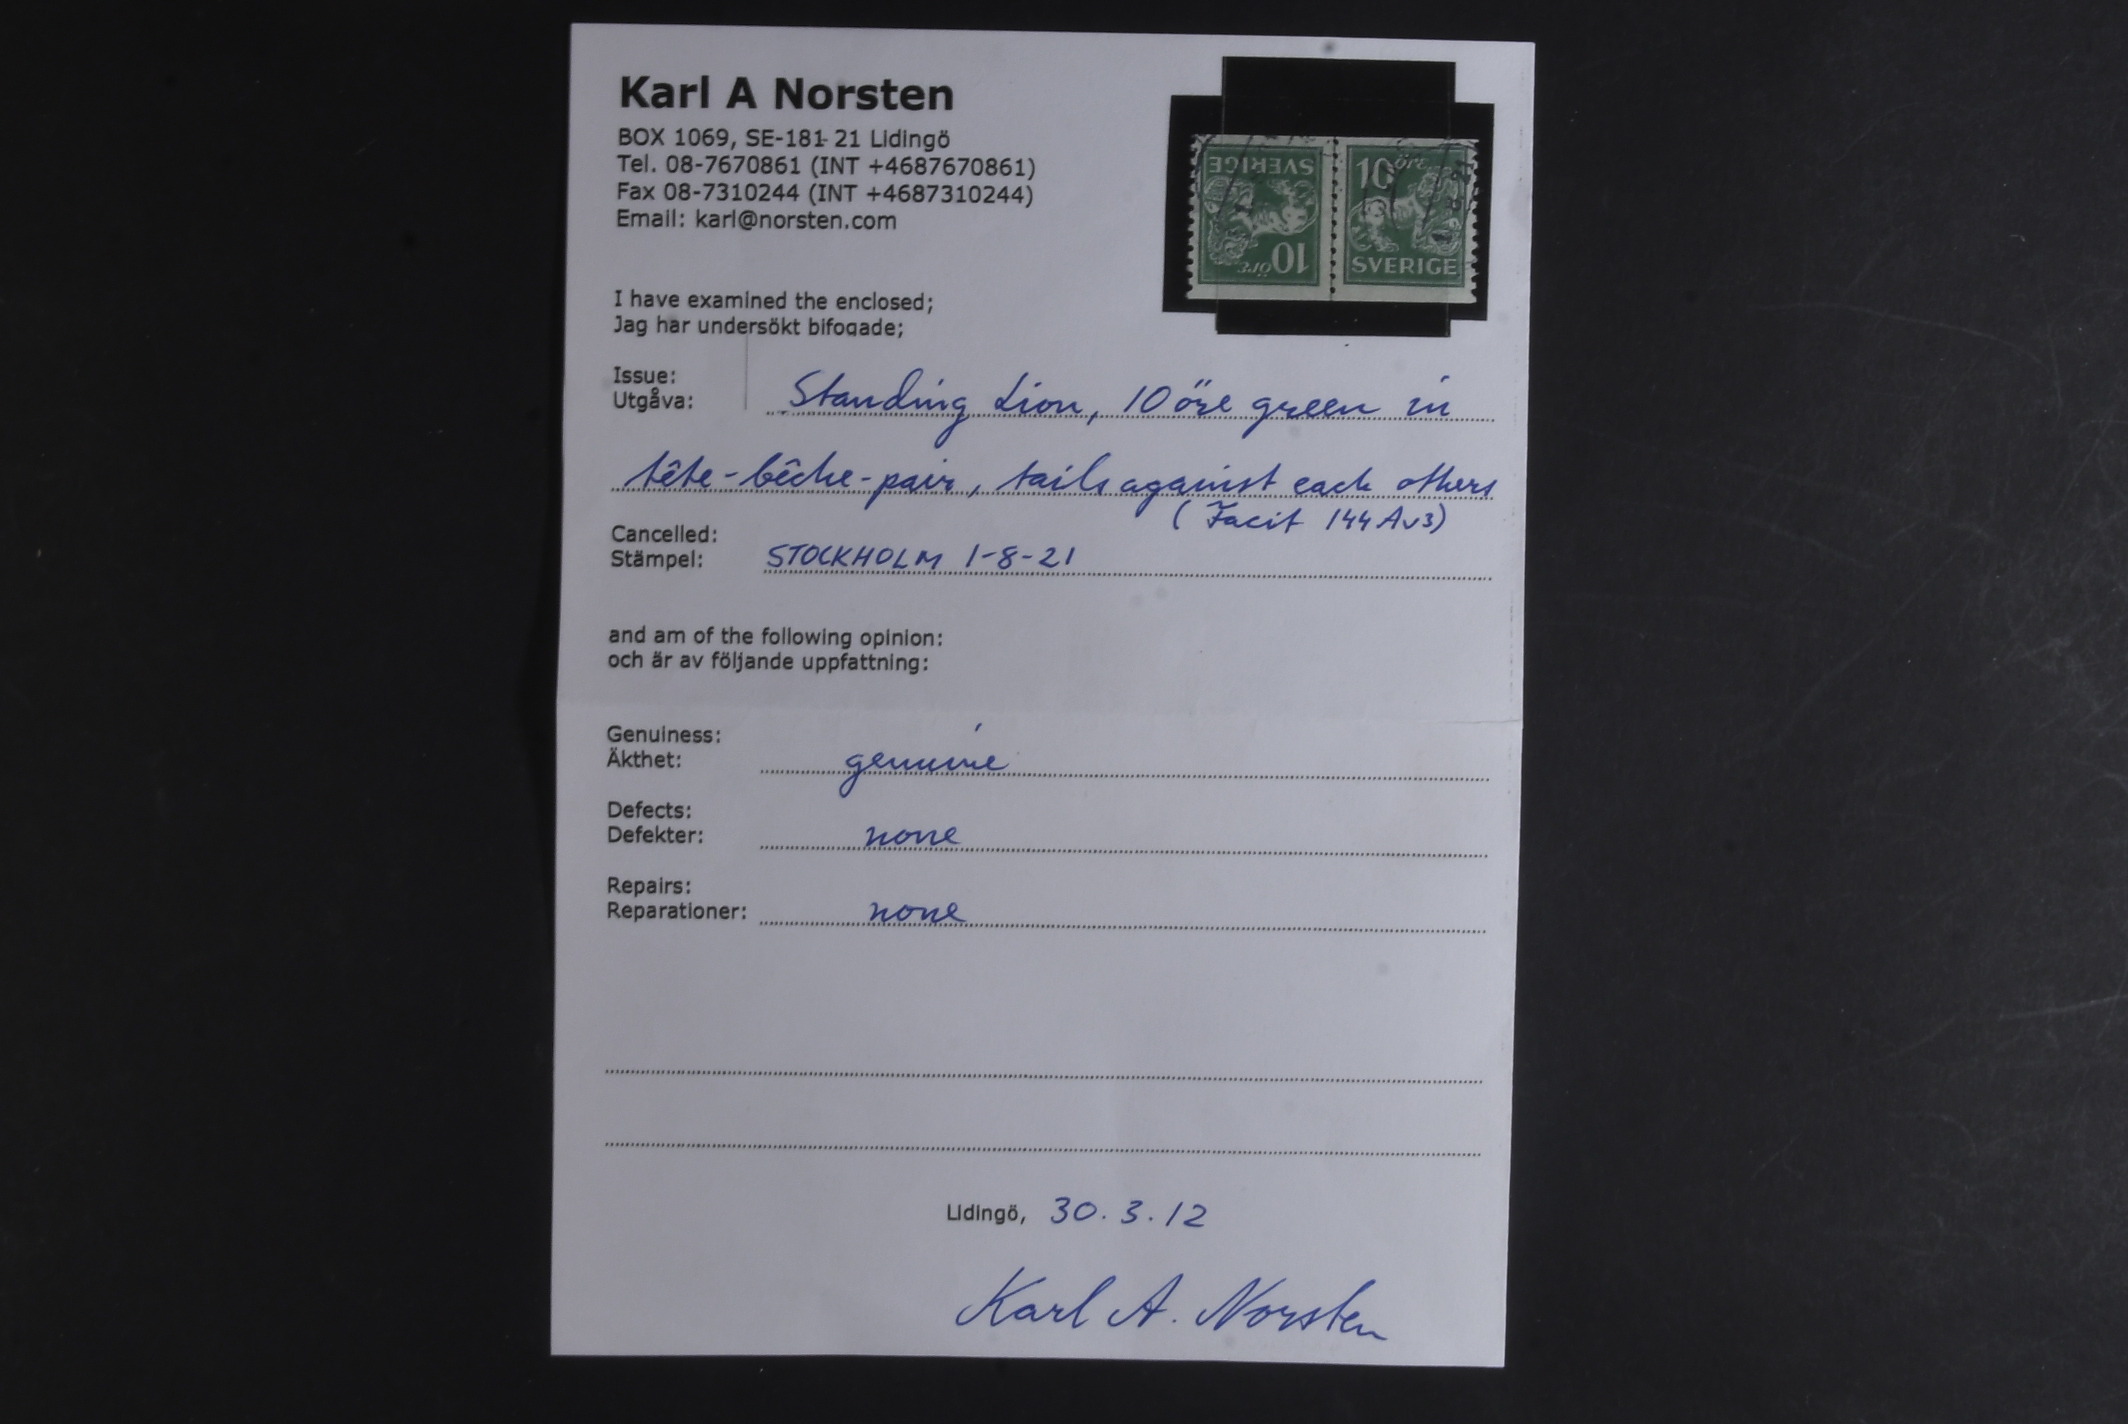 Karl A Norsten
BOX 1069, SE-181 21 Lidingö
Tel. 08-7670861 (INT +4687670861)
Fax 08-7310244 (INT +4687310244)
Email: karl@norsten.com
SVERIGE
10 öre
10 öre
SVERIGE
I have examined the enclosed;
Jag har undersökt bifogade;
Issue:
Utgåva: Standing Lion, 10 öre green in
tête-bêche-pair, tails against each others
(Facit 144Av3)
Cancelled:
Stämpel: STOCKHOLM 1-8-21
and am of the following opinion:
och är av följande uppfattning:
Genuiness:
Äkthet: genuine
Defects:
Defekter: none
Repairs:
Reparationer: none
Lidingö, 30.3.12
Karl A. Norsten